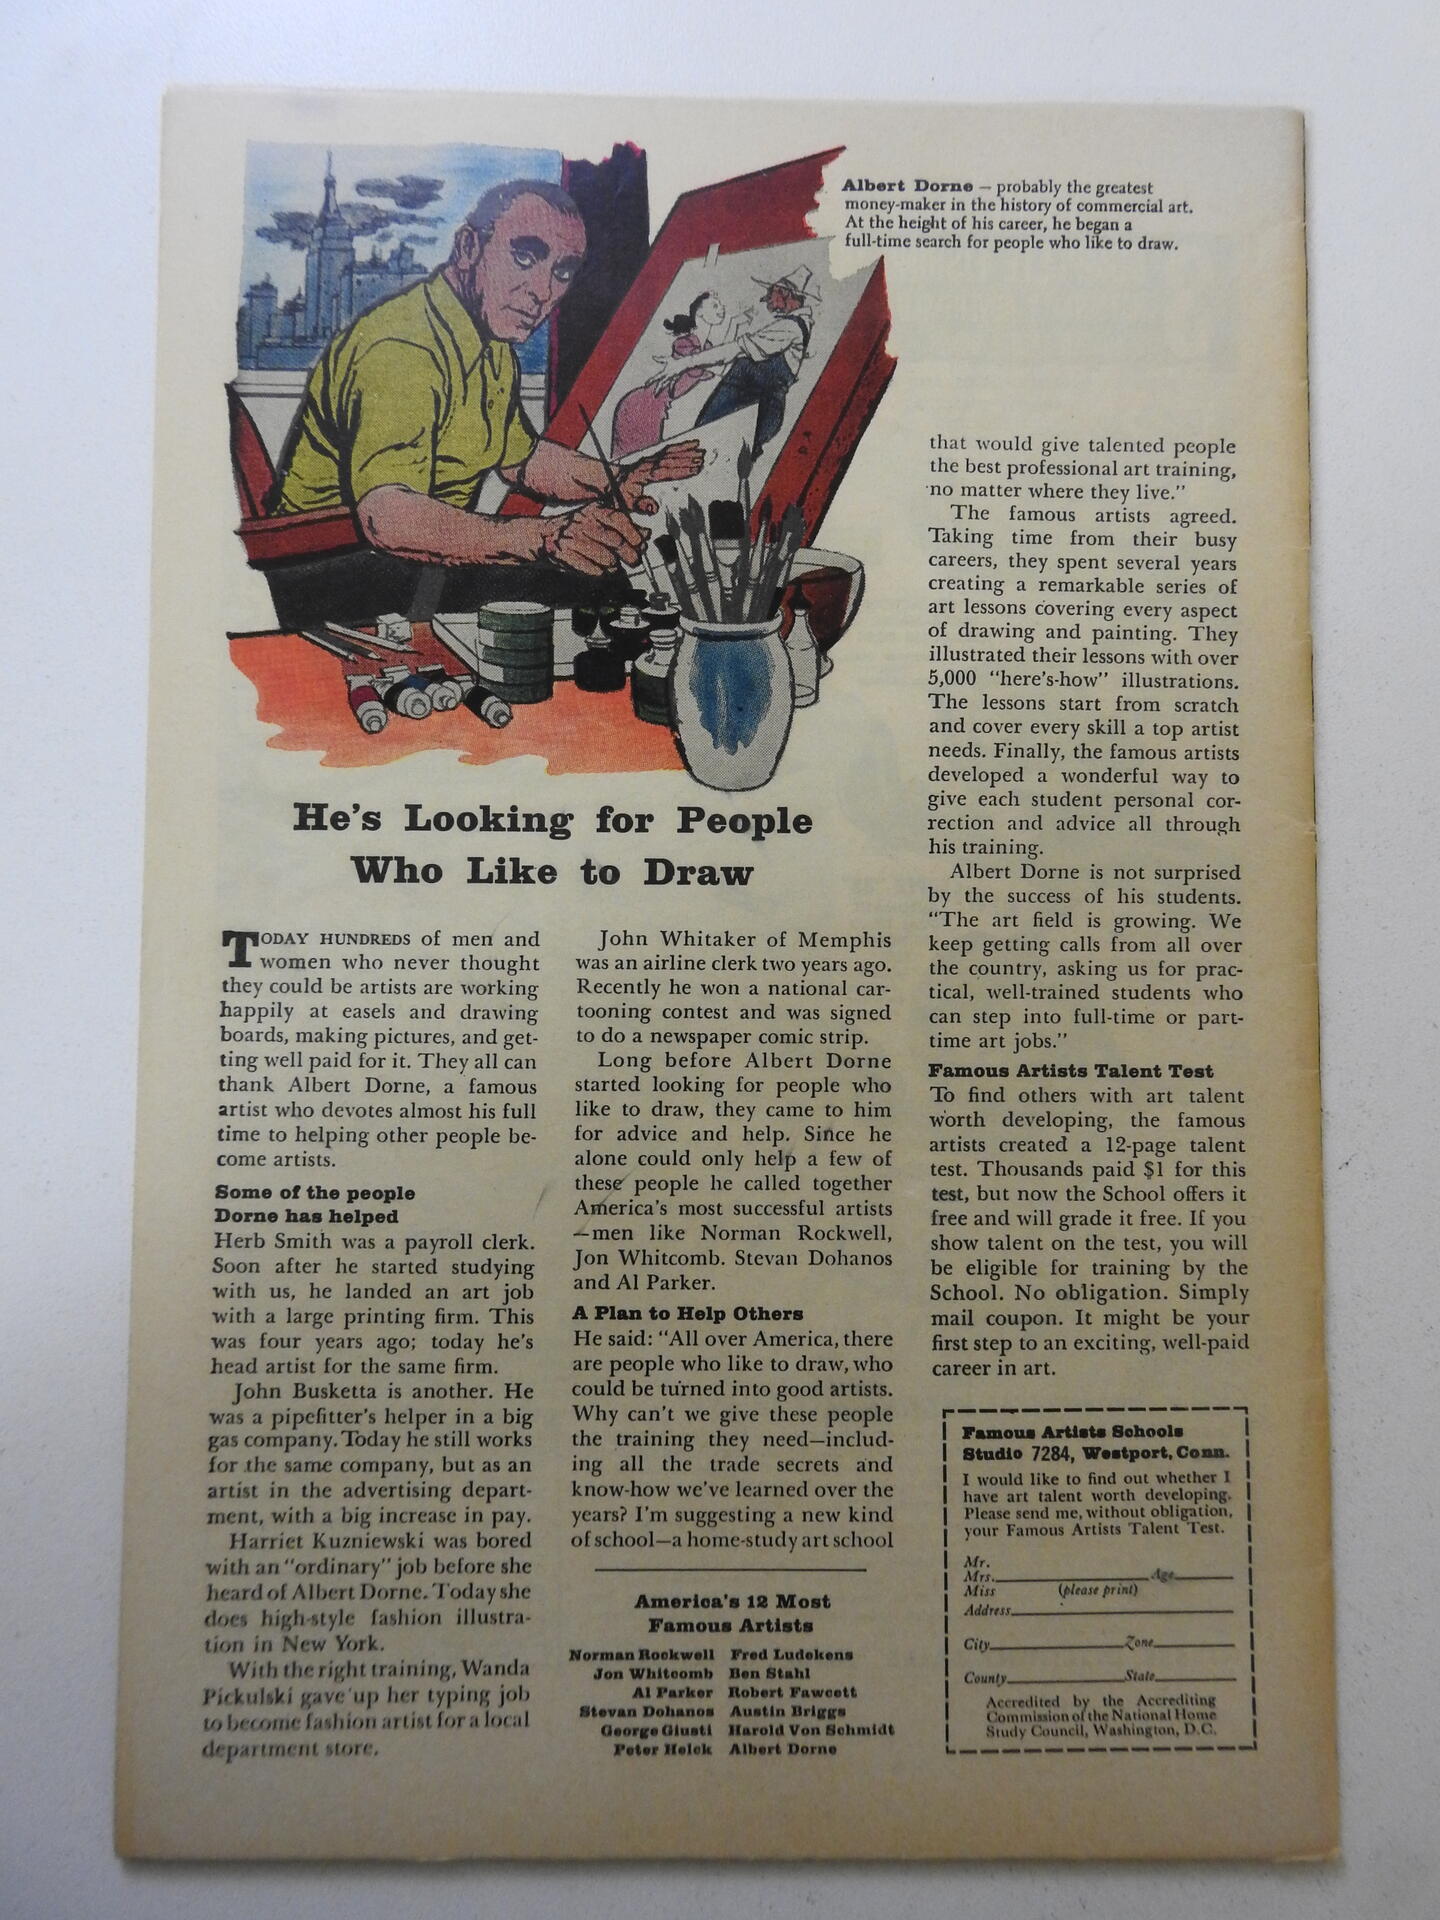 Albert Dorne – probably the greatest
money-maker in the history of commercial art.
At the height of his career, he began a
full-time search for people who like to draw.
He's Looking for People
Who Like to Draw
TODAY HUNDREDS of men and
women who never thought
they could be artists are working
happily at easels and drawing
boards, making pictures, and get-
ting well paid for it. They all can
thank Albert Dorne, a famous
artist who devotes almost his full
time to helping other people be-
come artists.
Some of the people
Dorne has helped
Herb Smith was a payroll clerk.
Soon after he started studying
with us, he landed an art job
with a large printing firm. This
was four years ago; today he's
head artist for the same firm.
John Busketta is another. He
was a pipefitter's helper in a big
gas company. Today he still works
for the same company, but as an
artist in the advertising depart-
ment, with a big increase in pay.
Harriet Kuzniewski was bored
with an "ordinary" job before she
heard of Albert Dorne. Today she
does high-style fashion illustra-
tion in New York.
With the right training, Wanda
Pickulski gave up her typing job
to become fashion artist for a local
department store.
John Whitaker of Memphis
was an airline clerk two years ago.
Recently he won a national car-
tooning contest and was signed
to do a newspaper comic strip.
Long before Albert Dorne
started looking for people who
like to draw, they came to him
for advice and help. Since he
alone could only help a few of
these people he called together
America's most successful artists
—men like Norman Rockwell,
Jon Whitcomb. Stevan Dohanos
and Al Parker.
A Plan to Help Others
He said: "All over America, there
are people who like to draw, who
could be turned into good artists.
Why can't we give these people
the training they need—includ-
ing all the trade secrets and
know-how we've learned over the
years? I'm suggesting a new kind
of school—a home-study art school
America's 12 Most
Famous Artists
Norman Rockwell Fred Ludekens
Jon Whitcomb Ben Stahl
Al Parker Robert Fawcett
Stevan Dohanos Austin Briggs
George Giusti Harold Von Schmidt
Peter Helck Albert Dorne
that would give talented people
the best professional art training,
no matter where they live."
The famous artists agreed.
Taking time from their busy
careers, they spent several years
creating a remarkable series of
art lessons covering every aspect
of drawing and painting. They
illustrated their lessons with over
5,000 "here's-how" illustrations.
The lessons start from scratch
and cover every skill a top artist
needs. Finally, the famous artists
developed a wonderful way to
give each student personal cor-
rection and advice all through
his training.
Albert Dorne is not surprised
by the success of his students.
"The art field is growing. We
keep getting calls from all over
the country, asking us for prac-
tical, well-trained students who
can step into full-time or part-
time art jobs."
Famous Artists Talent Test
To find others with art talent
worth developing, the famous
artists created a 12-page talent
test. Thousands paid $1 for this
test, but now the School offers it
free and will grade it free. If you
show talent on the test, you will
be eligible for training by the
School. No obligation. Simply
mail coupon. It might be your
first step to an exciting, well-paid
career in art.
Famous Artists Schools
Studio 7284, Westport, Conn.
I would like to find out whether I
have art talent worth developing.
Please send me, without obligation,
your Famous Artists Talent Test.
Mr.
Mrs. Age
Miss (please print)
Address
City Zone
County State
Accredited by the Accrediting
Commission of the National Home
Study Council, Washington, D.C.